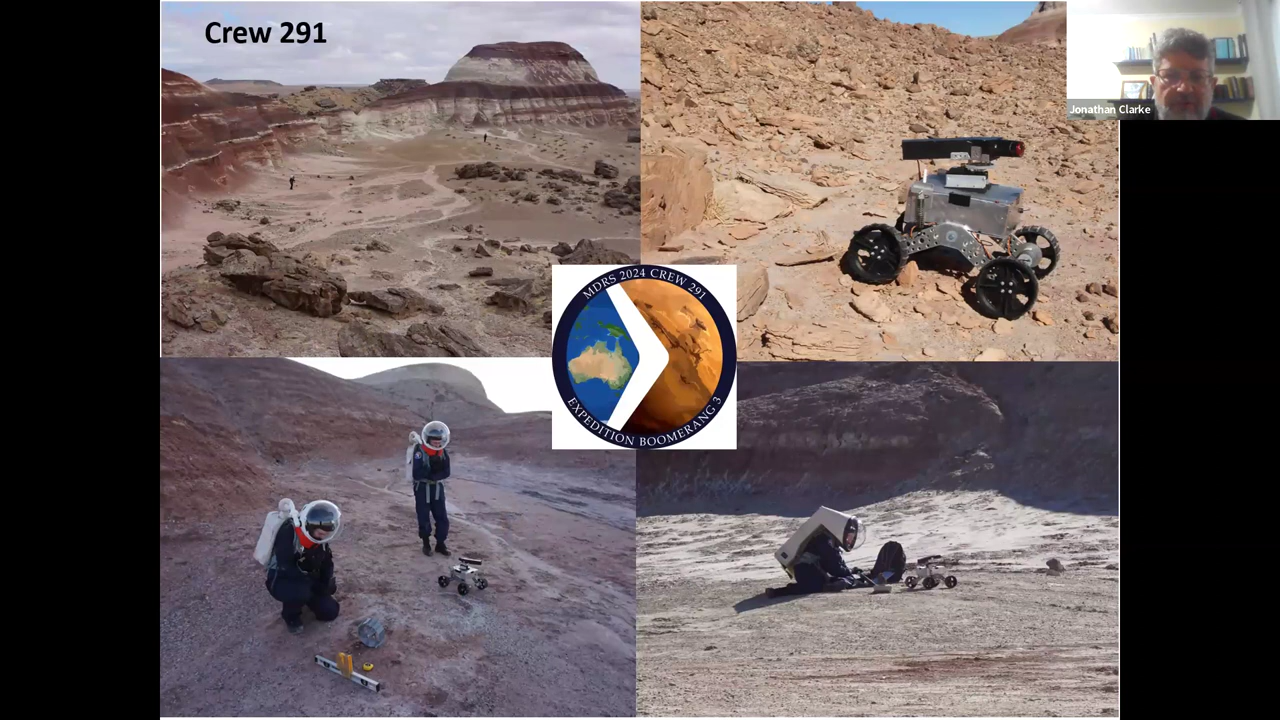 Crew 291
Jonathan Clarke
MDRS 2024 CREW 291
EXPEDITION BOOMERANG 3